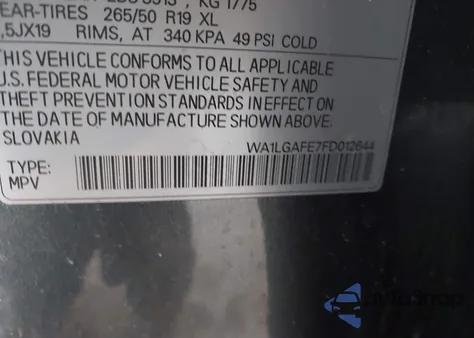 KG 1775
EAR-TIRES 265/50 R19 XL
,5JX19 RIMS, AT 340 KPA 49 PSI COLD
THIS VEHICLE CONFORMS TO ALL APPLICABLE
U.S. FEDERAL MOTOR VEHICLE SAFETY AND
THEFT PREVENTION STANDARDS IN EFFECT ON
THE DATE OF MANUFACTURE SHOWN ABOVE.
SLOVAKIA WA1LGAFE7FD012644
TYPE:
MPV